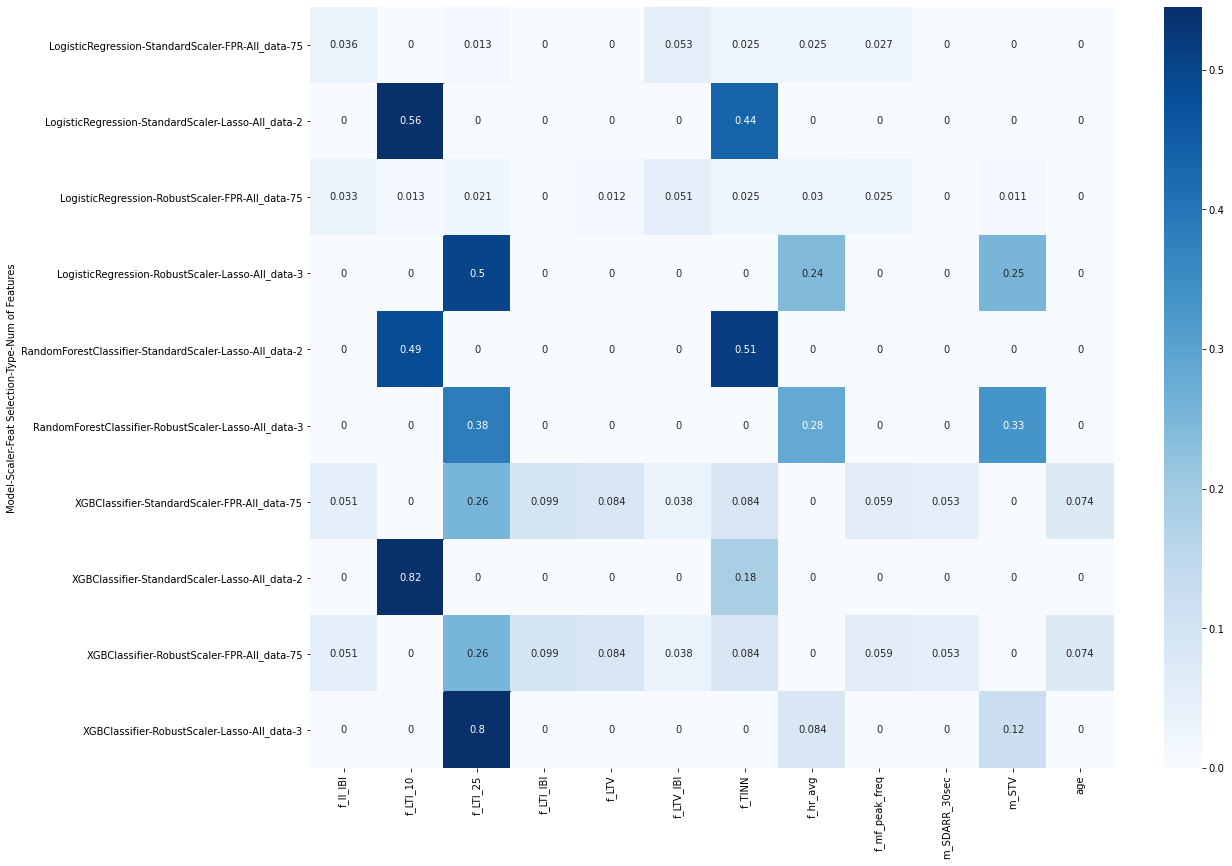 Model-Scaler-Feat Selection-Type-Num of Features
LogisticRegression-StandardScaler-FPR-All_data-75 0.036 0 0.013 0 0 0.053 0.025 0.025 0.027 0 0 0
LogisticRegression-StandardScaler-Lasso-All_data-2 0 0.56 0 0 0 0 0.44 0 0 0 0 0
LogisticRegression-RobustScaler-FPR-All_data-75 0.033 0.013 0.021 0 0.012 0.051 0.025 0.03 0.025 0 0.011 0
LogisticRegression-RobustScaler-Lasso-All_data-3 0 0 0.5 0 0 0 0 0.24 0 0 0.25 0
RandomForestClassifier-StandardScaler-Lasso-All_data-2 0 0.49 0 0 0 0 0.51 0 0 0 0 0
RandomForestClassifier-RobustScaler-Lasso-All_data-3 0 0 0.38 0 0 0 0 0.28 0 0 0.33 0
XGBClassifier-StandardScaler-FPR-All_data-75 0.051 0 0.26 0.099 0.084 0.038 0.084 0 0.059 0.053 0 0.074
XGBClassifier-StandardScaler-Lasso-All_data-2 0 0.82 0 0 0 0 0.18 0 0 0 0 0
XGBClassifier-RobustScaler-FPR-All_data-75 0.051 0 0.26 0.099 0.084 0.038 0.084 0 0.059 0.053 0 0.074
XGBClassifier-RobustScaler-Lasso-All_data-3 0 0 0.8 0 0 0 0 0.084 0 0 0.12 0
f_II_IBI
f_LTI_10
f_LTI_25
f_LTI_IBI
f_LTV
f_LTV_IBI
f_TINN
f_hr_avg
f_mf_peak_freq
m_SDARR_30sec
m_STV
age
0.5
0.4
0.3
0.2
0.1
0.0